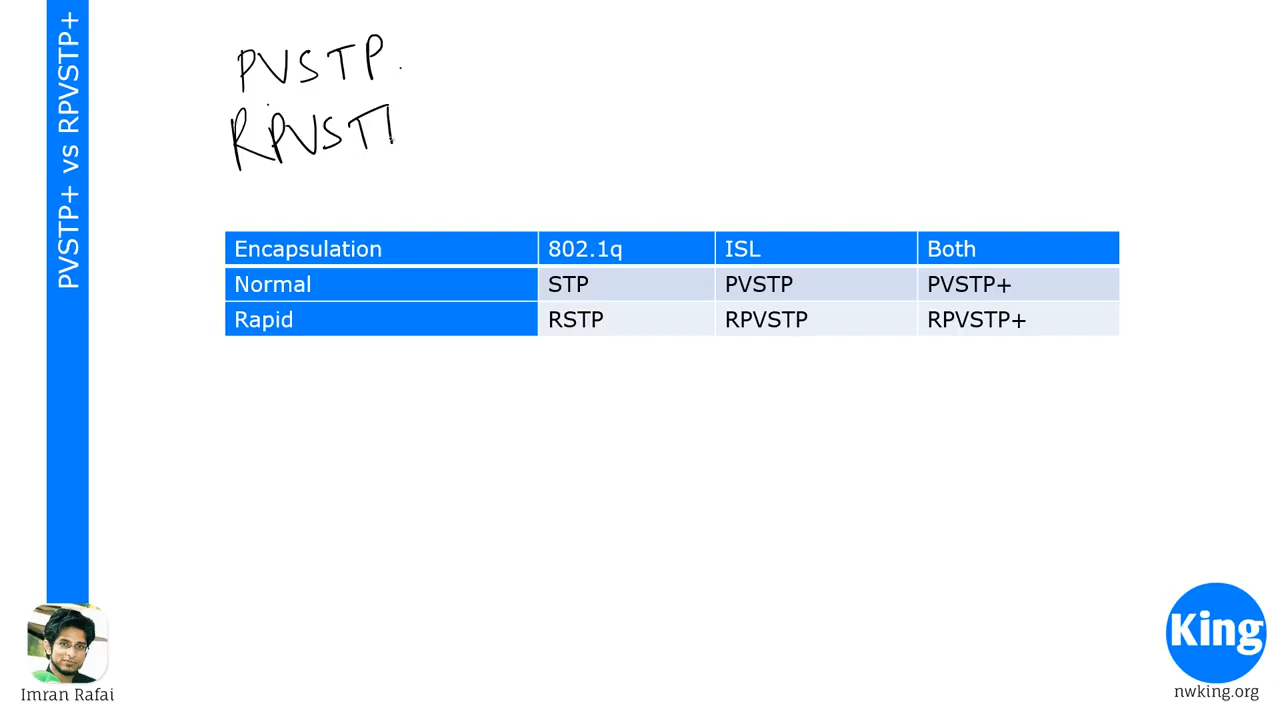 PVSTP+ vs RPVSTP+
PVSTP.
RPVST
Encapsulation 802.1q ISL Both
Normal STP PVSTP PVSTP+
Rapid RSTP RPVSTP RPVSTP+
Imran Rafai
King
nwking.org